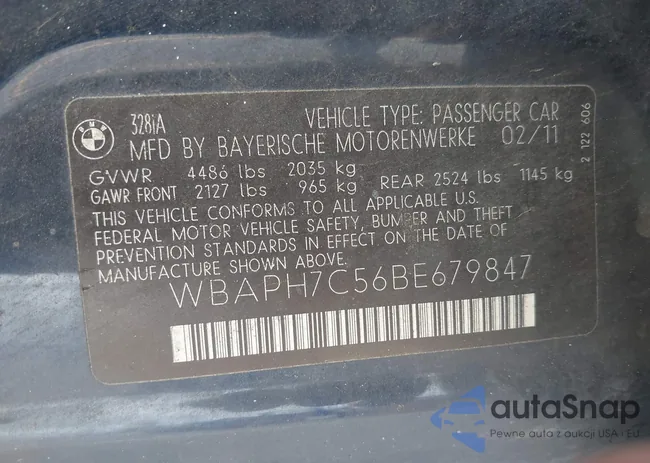 BMW
328iA
VEHICLE TYPE: PASSENGER CAR
MFD BY BAYERISCHE MOTORENWERKE 02/11
GVWR 4486 lbs 2035 kg
GAWR FRONT 2127 lbs 965 kg REAR 2524 lbs 1145 kg
THIS VEHICLE CONFORMS TO ALL APPLICABLE U.S.
FEDERAL MOTOR VEHICLE SAFETY, BUMPER AND THEFT
PREVENTION STANDARDS IN EFFECT ON THE DATE OF
MANUFACTURE SHOWN ABOVE.
WBAPH7C56BE679847
2 122 606
autaSnap
Pewne auta z aukcji USA i EU